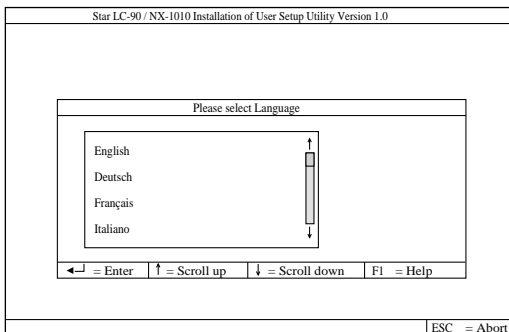 Star LC-90 / NX-1010 Installation of User Setup Utility Version 1.0
Please select Language
English
Deutsch
Français
Italiano
= Enter ↑ = Scroll up ↓ = Scroll down F1 = Help
ESC = Abort